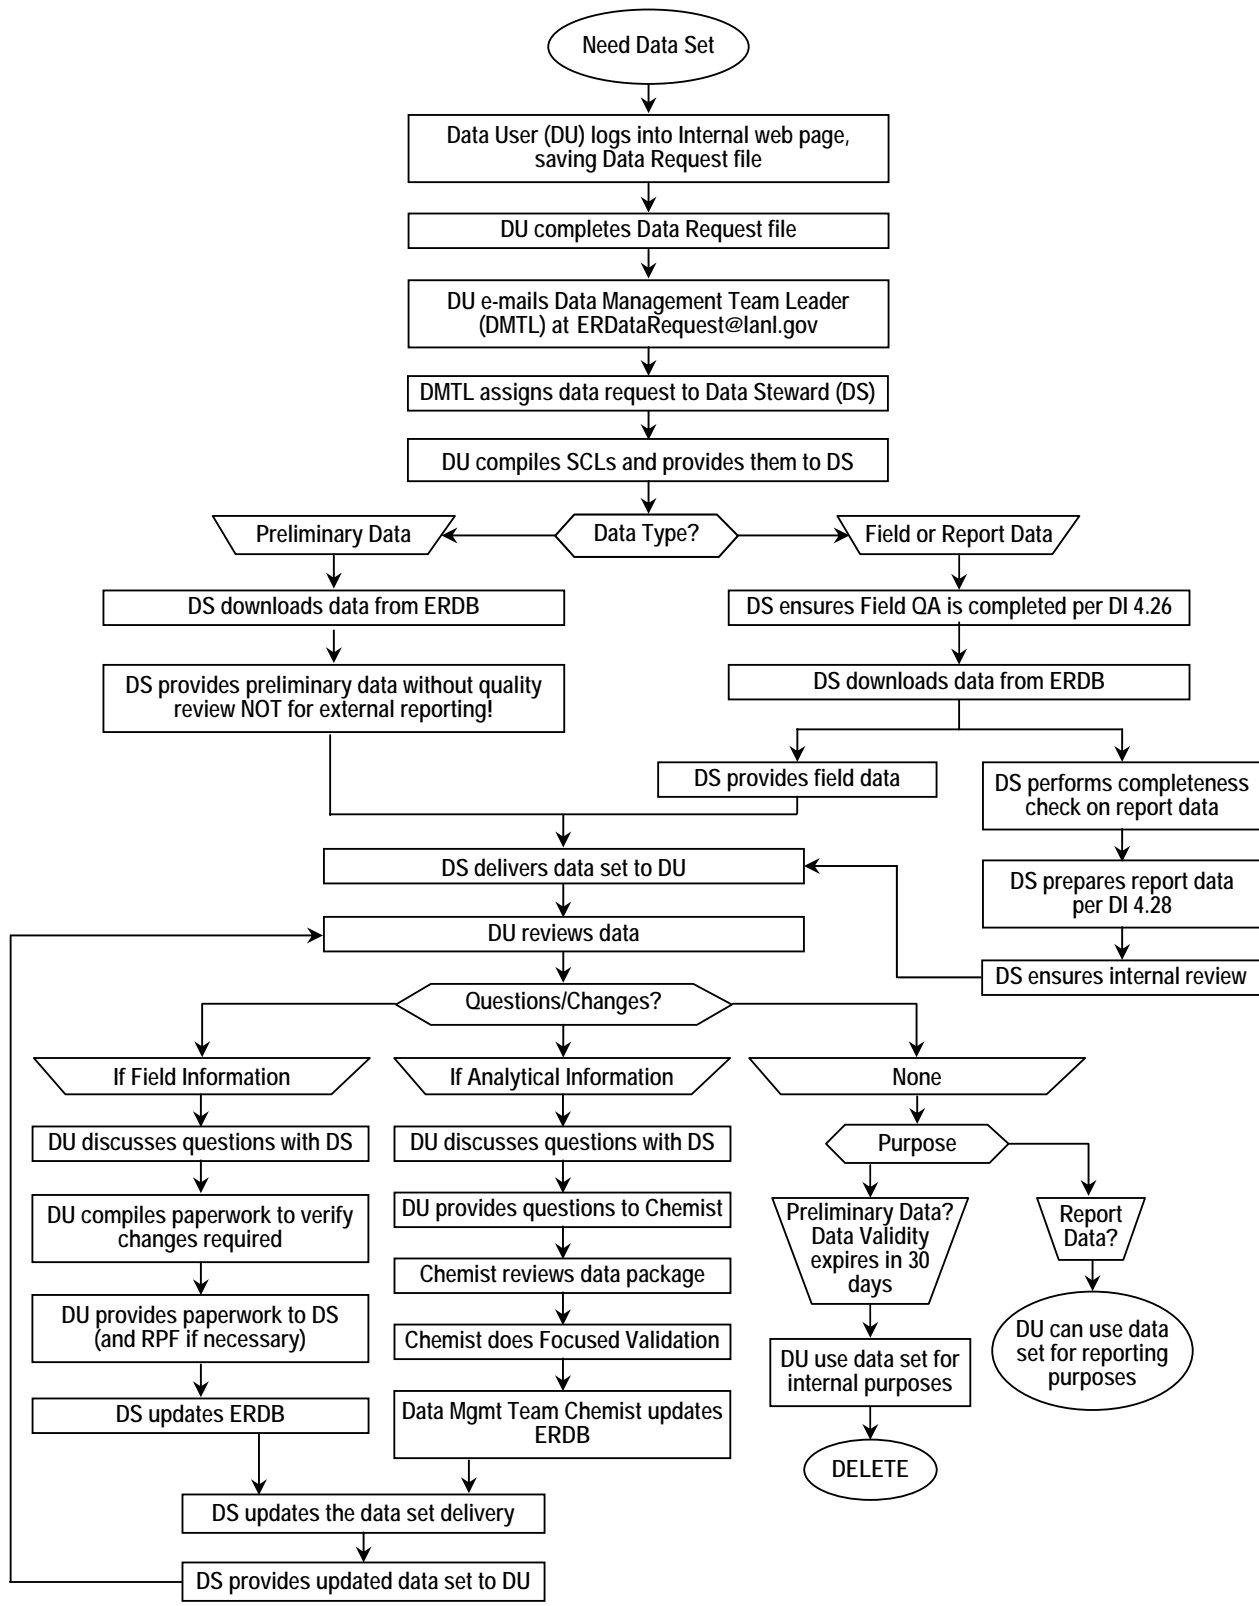 Need Data Set
Data User (DU) logs into Internal web page,
saving Data Request file
DU completes Data Request file
DU e-mails Data Management Team Leader
(DMTL) at ERDataRequest@lanl.gov
DMTL assigns data request to Data Steward (DS)
DU compiles SCLs and provides them to DS
Preliminary Data
Data Type?
Field or Report Data
DS downloads data from ERDB
DS ensures Field QA is completed per DI 4.26
DS provides preliminary data without quality
review NOT for external reporting!
DS downloads data from ERDB
DS provides field data
DS performs completeness
check on report data
DS delivers data set to DU
DS prepares report data
per DI 4.28
DU reviews data
DS ensures internal review
Questions/Changes?
If Field Information
If Analytical Information
None
DU discusses questions with DS
DU discusses questions with DS
Purpose
DU compiles paperwork to verify
changes required
DU provides questions to Chemist
Preliminary Data?
Data Validity
expires in 30
days
Report
Data?
Chemist reviews data package
DU provides paperwork to DS
(and RPF if necessary)
Chemist does Focused Validation
DU use data set for
internal purposes
DU can use data
set for reporting
purposes
DS updates ERDB
Data Mgmt Team Chemist updates
ERDB
DELETE
DS updates the data set delivery
DS provides updated data set to DU